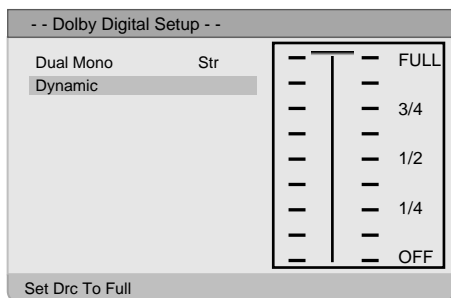 - - Dolby Digital Setup - -
Dual Mono Str
Dynamic
FULL
3/4
1/2
1/4
OFF
Set Drc To Full